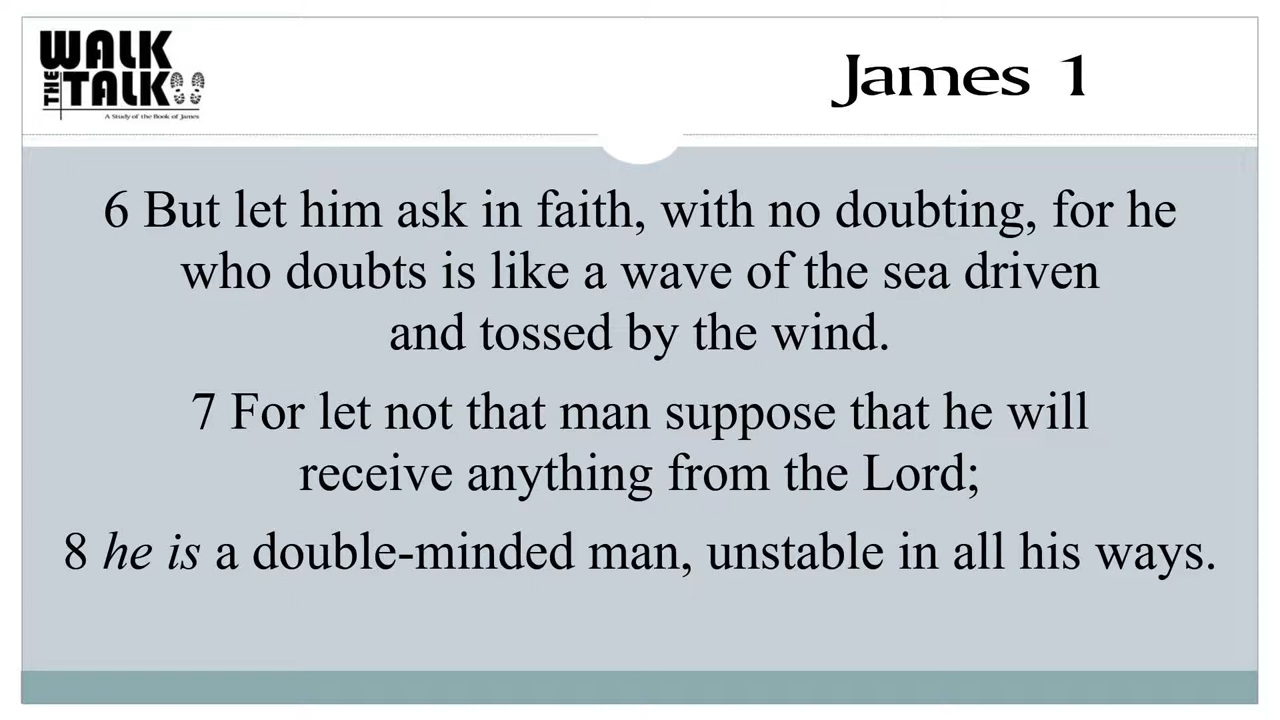 WALK
THE TALK
A Study of the Book of James
James 1
6 But let him ask in faith, with no doubting, for he
who doubts is like a wave of the sea driven
and tossed by the wind.
7 For let not that man suppose that he will
receive anything from the Lord;
8 he is a double-minded man, unstable in all his ways.